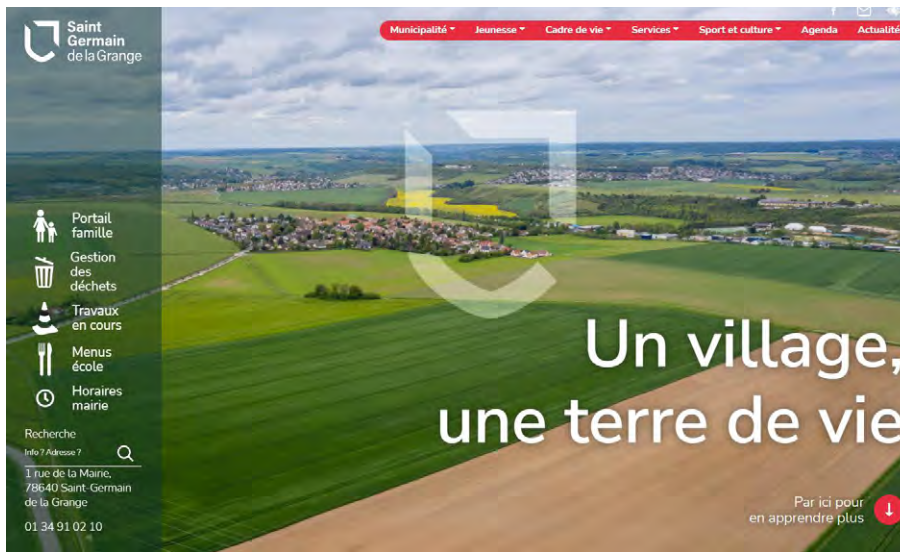 Saint
Germain
de la Grange
Municipalité
Jeunesse
Cadre de vie
Services
Sport et culture
Agenda
Actualité
Portail
famille
Gestion
des
déchets
Travaux
en cours
Menus
école
Horaires
mairie
Recherche
Info ? Adresse ?
1 rue de la Mairie,
78640 Saint-Germain
de la Grange
01 34 91 02 10
Un village,
une terre de vie
Par ici pour
en apprendre plus